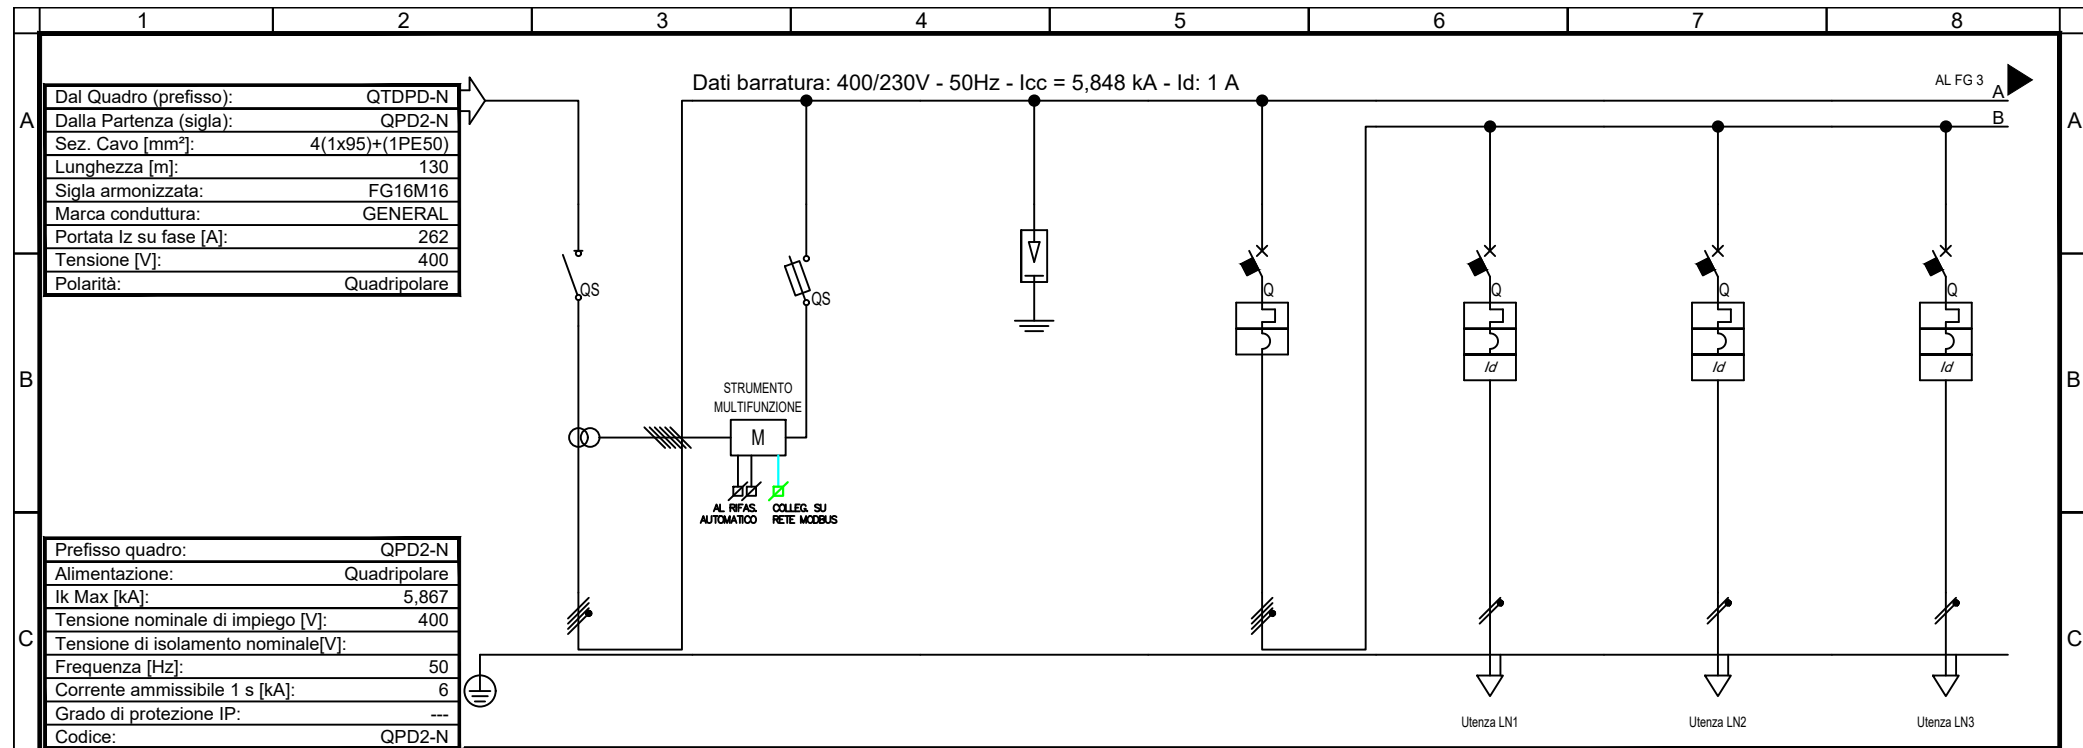 1 2 3 4 5 6 7 8
Dati barratura: 400/230V - 50Hz - Icc = 5,848 kA - Id: 1 A
AL FG 3
A
B
A
A
Dal Quadro (prefisso): QTDPD-N
Dalla Partenza (sigla): QPD2-N
Sez. Cavo [mm²]: 4(1x95)+(1PE50)
Lunghezza [m]: 130
Sigla armonizzata: FG16M16
Marca conduttura: GENERAL
Portata Iz su fase [A]: 262
Tensione [V]: 400
Polarità: Quadripolare
QS
QS
Q
Q
Q
Q
Id
Id
Id
B
B
STRUMENTO
MULTIFUNZIONE
M
AL RIFAS.
AUTOMATICO
COLLEG. SU
RETE MODBUS
Prefisso quadro: QPD2-N
Alimentazione: Quadripolare
Ik Max [kA]: 5,867
Tensione nominale di impiego [V]: 400
Tensione di isolamento nominale[V]:
Frequenza [Hz]: 50
Corrente ammissibile 1 s [kA]: 6
Grado di protezione IP: ---
Codice: QPD2-N
C
C
Utenza LN1
Utenza LN2
Utenza LN3